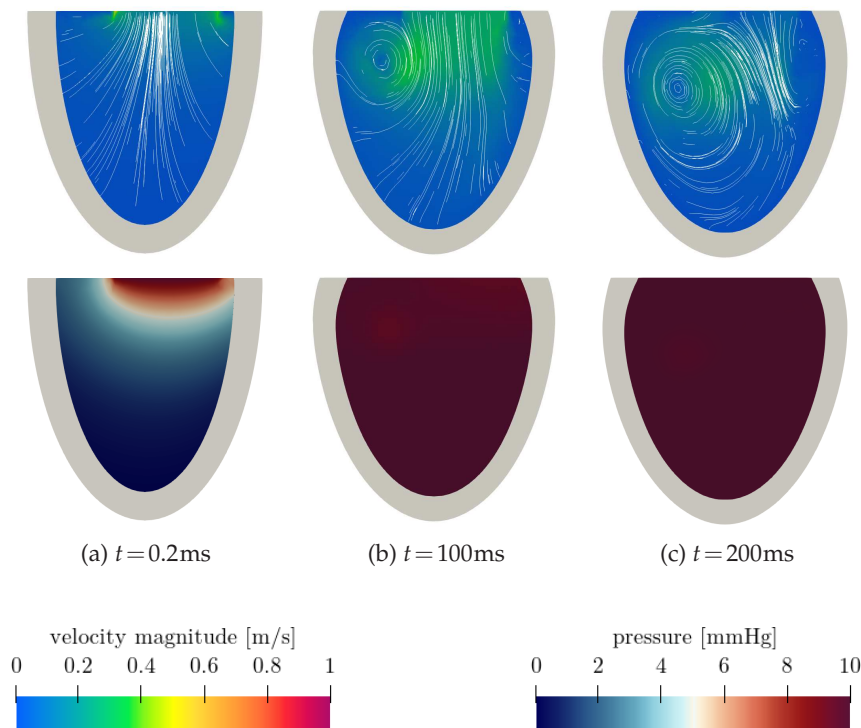 (a) t=0.2ms (b) t=100ms (c) t=200ms
velocity magnitude [m/s] pressure [mmHg]
0 0.2 0.4 0.6 0.8 1 0 2 4 6 8 10